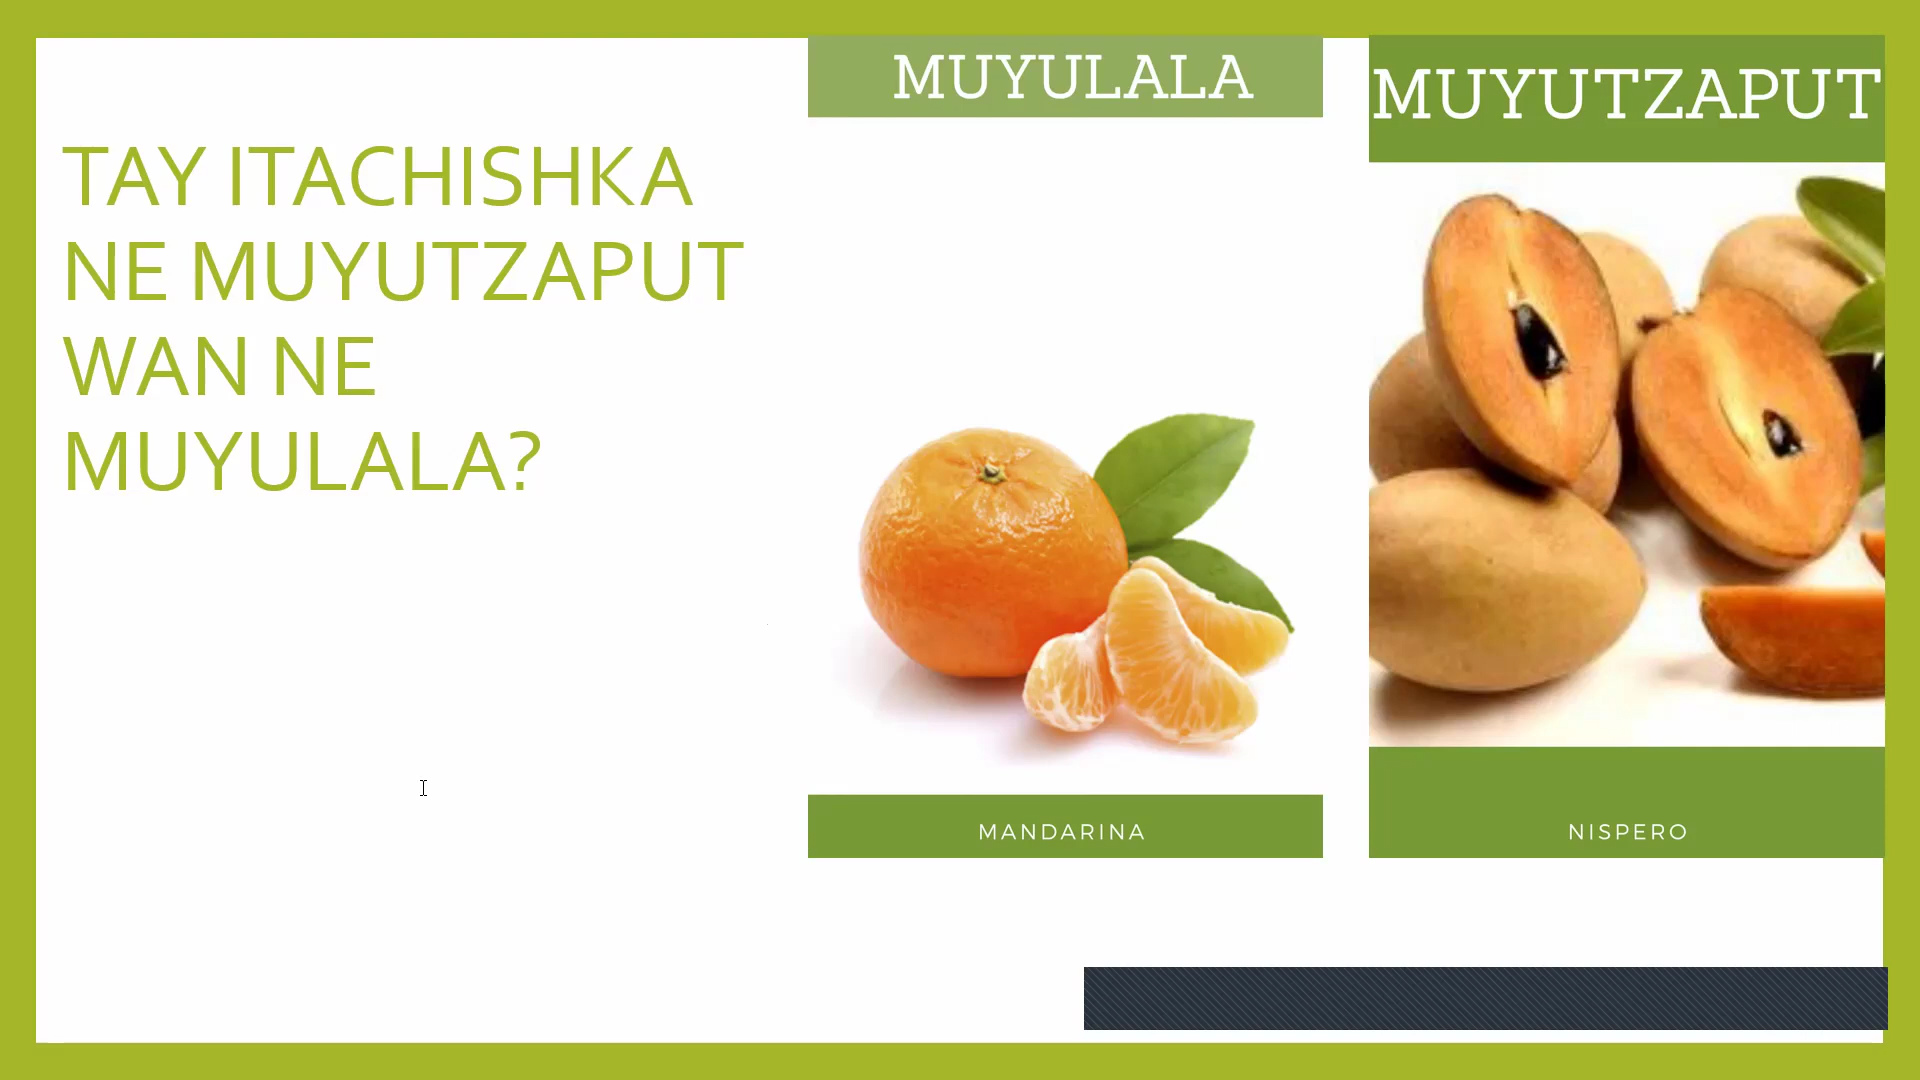 TAY ITACHISHKA
NE MUYUTZAPUT
WAN NE
MUYULALA?
MUYULALA
MANDARINA
MUYUTZAPUT
NISPERO